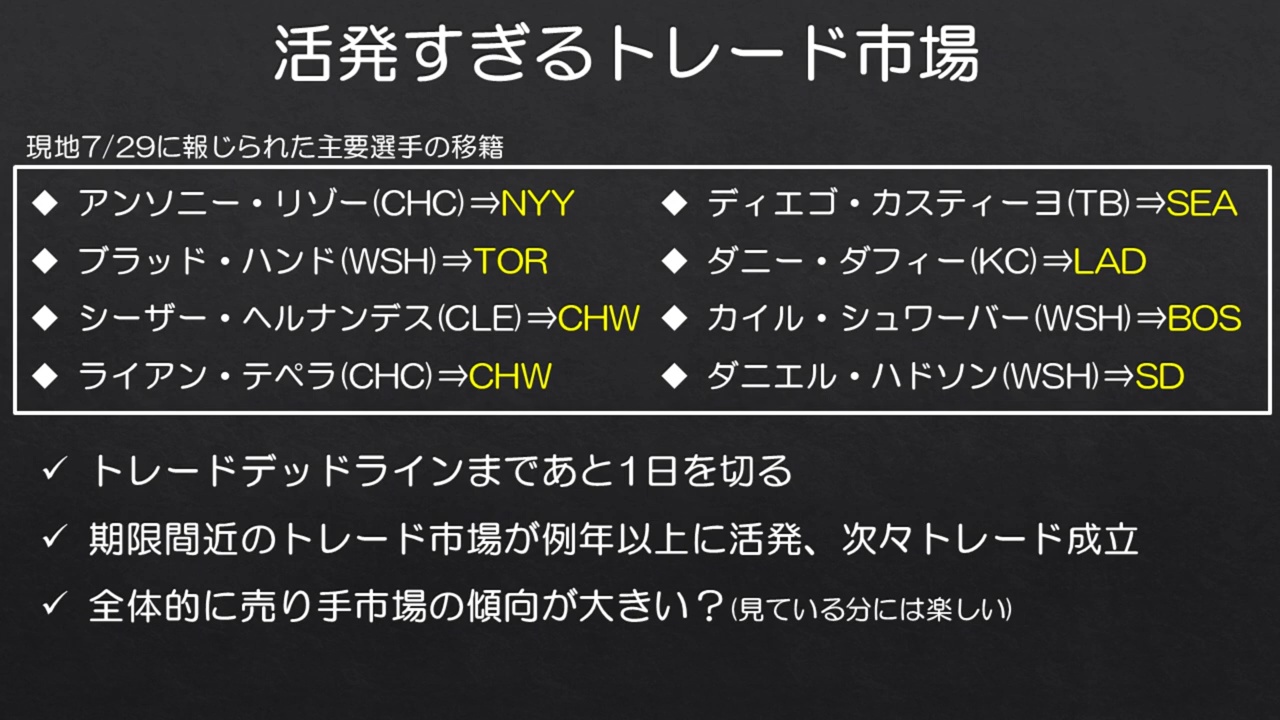 活発すぎるトレード市場
現地7/29に報じられた主要選手の移籍
◆ アンソニー・リゾー(CHC)⇒NYY
◆ ブラッド・ハンド(WSH)⇒TOR
◆ シーザー・ヘルナンデス(CLE)⇒CHW
◆ ライアン・テペラ(CHC)⇒CHW
◆ ディエゴ・カスティーヨ(TB)⇒SEA
◆ ダニー・ダフィー(KC)⇒LAD
◆ カイル・シュワーバー(WSH)⇒BOS
◆ ダニエル・ハドソン(WSH)⇒SD
✓ トレードデッドラインまであと1日を切る
✓ 期限間近のトレード市場が例年以上に活発、次々トレード成立
✓ 全体的に売り手市場の傾向が大きい？(見ている分には楽しい)